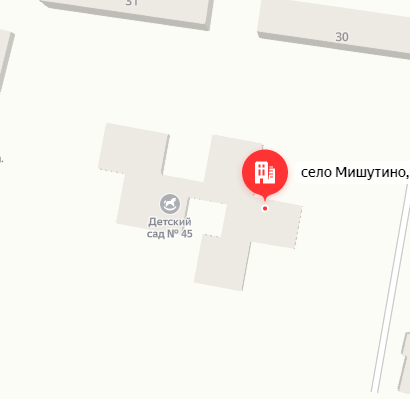 31
30
село Мишутино,
Детский
сад № 45